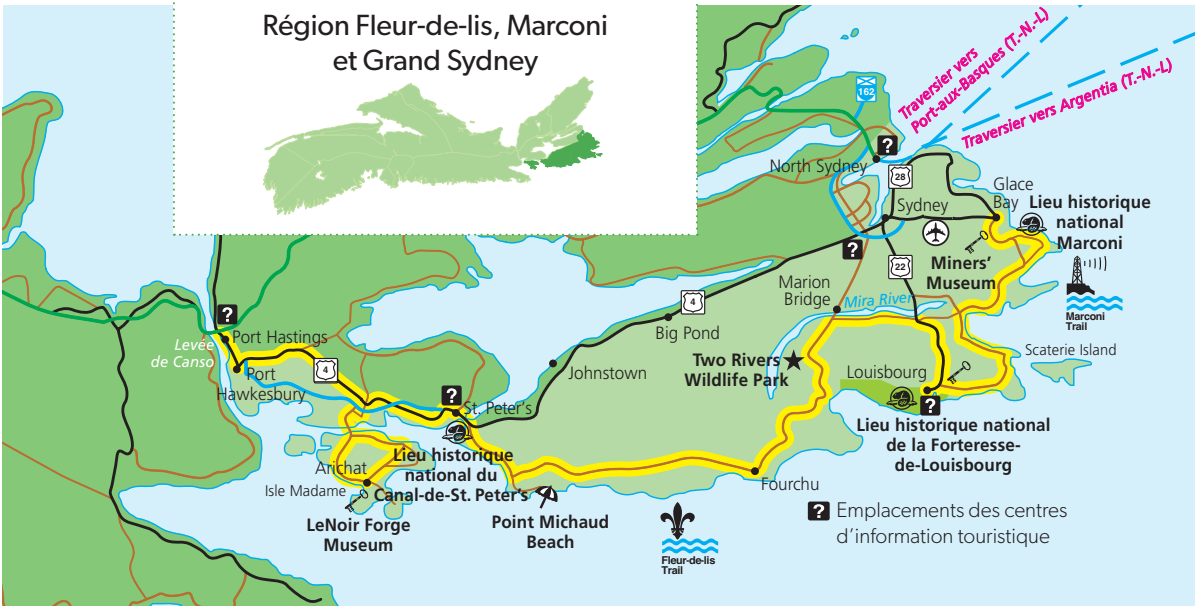 Région Fleur-de-lis, Marconi
et Grand Sydney
162
Traversier vers
Port-aux-Basques (T.-N.-L)
Traversier vers Argentia (T.-N.-L)
?
North Sydney
28
Glace
Bay
Sydney
Lieu historique
national
Marconi
?
22
Miners'
Museum
Marion
Bridge
Mira River
Marconi
Trail
4
Big Pond
?
Port Hastings
Levée
de Canso
4
Port
Hawkesbury
Johnstown
Two Rivers
Wildlife Park
Louisbourg
Scaterie Island
?
St. Peter's
?
Lieu historique national
de la Forteresse-
de-Louisbourg
Lieu historique
national du
Canal-de-St. Peter's
Arichat
Isle Madame
LeNoir Forge
Museum
Point Michaud
Beach
Fourchu
Fleur-de-lis
Trail
? Emplacements des centres
d'information touristique